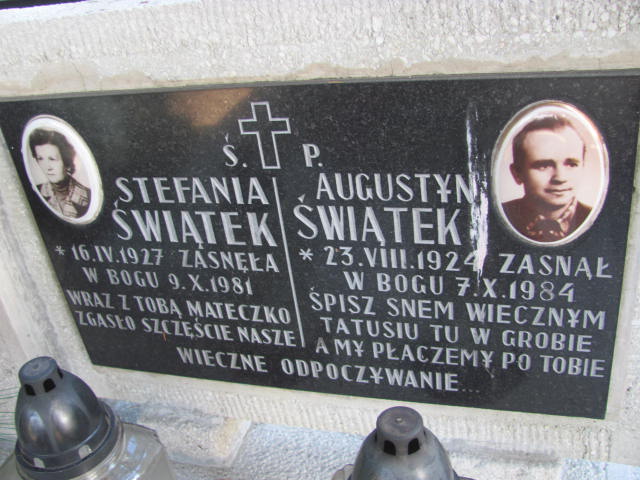 Ś. P.
STEFANIA
ŚWIĄTEK
* 16.IV.1927 ZASNĘŁA
W BOGU 9.X.1981
WRAZ Z TOBĄ MATECZKO
ZGASŁO SZCZĘŚCIE NASZE
AUGUSTYN
ŚWIĄTEK
* 23.VIII.1924 ZASNĄŁ
W BOGU 7.X.1984
ŚPISZ SNEM WIECZNYM
TATUSIU TU W GROBIE
A MY PŁACZEMY PO TOBIE
WIECZNE ODPOCZYWANIE...